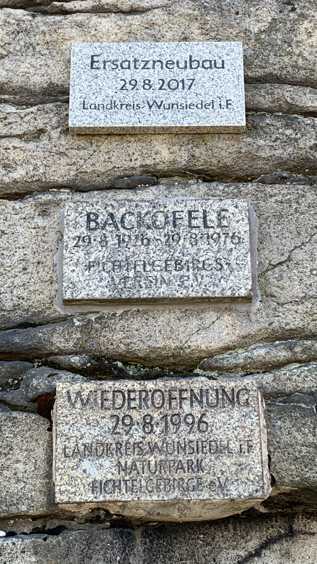 Ersatzneubau
29.8.2017
Landkreis Wunsiedel i.F.
BACKÖFELE
29·8·1926-29·8·1976
FICHTELGEBIRGS-
VEREIN E.V.
WIEDERÖFFNUNG
29·8·1996
LANDKREIS WUNSIEDEL i.F.
NATURPARK
FICHTELGEBIRGE e.V.